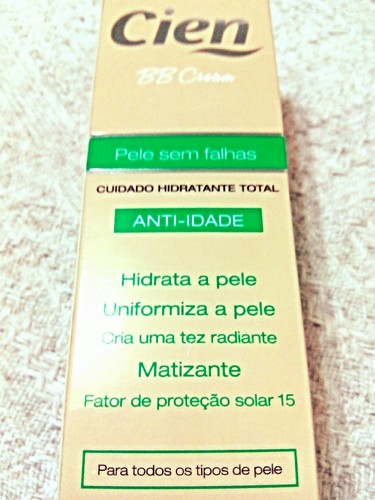 Cien
BB Cream
Pele sem falhas
CUIDADO HIDRATANTE TOTAL
ANTI-IDADE
Hidrata a pele
Uniformiza a pele
Cria uma tez radiante
Matizante
Fator de proteção solar 15
Para todos os tipos de pele